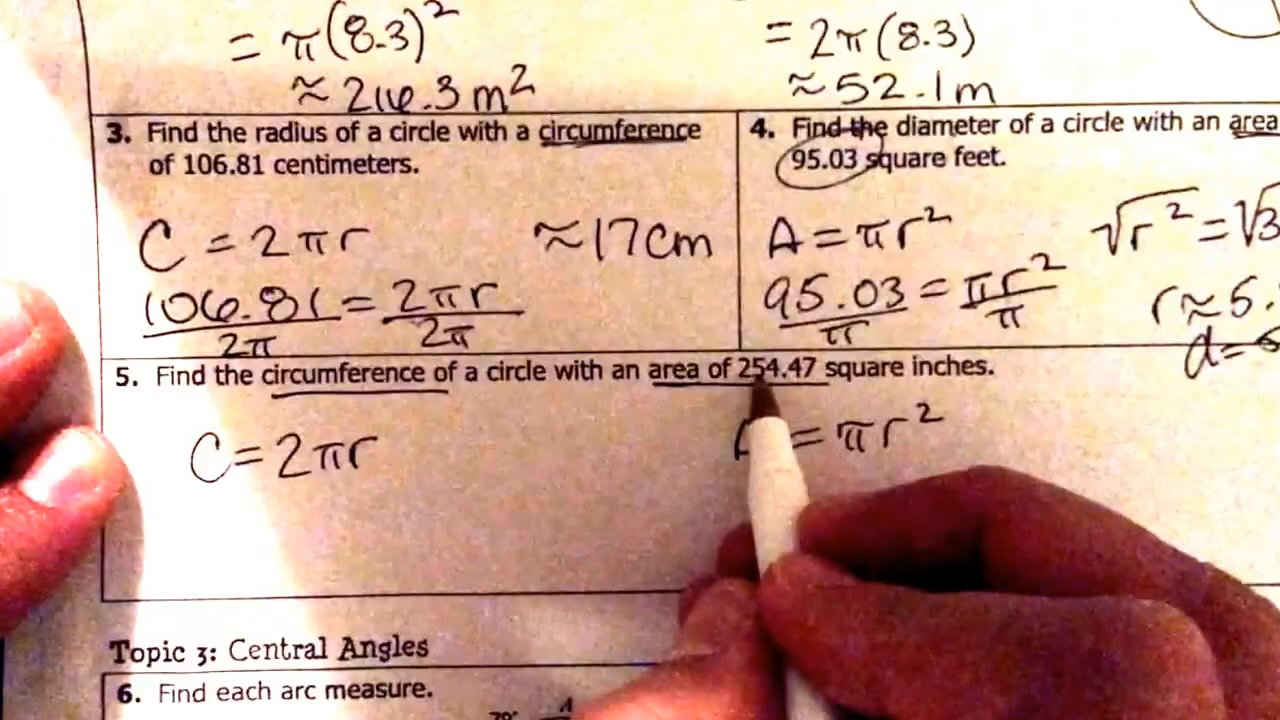 = π(8.3)²
≈ 216.3 m²
= 2π(8.3)
≈ 52.1 m
3. Find the radius of a circle with a circumference
of 106.81 centimeters.
C = 2πr
≈ 17 cm
106.81 = 2πr
2π 2π
4. Find the diameter of a circle with an area
95.03 square feet.
A = πr²
√r² = √3
95.03 = πr²
π π
r ≈ 5.
d =
5. Find the circumference of a circle with an area of 254.47 square inches.
C = 2πr
= πr²
Topic 3: Central Angles
6. Find each arc measure.